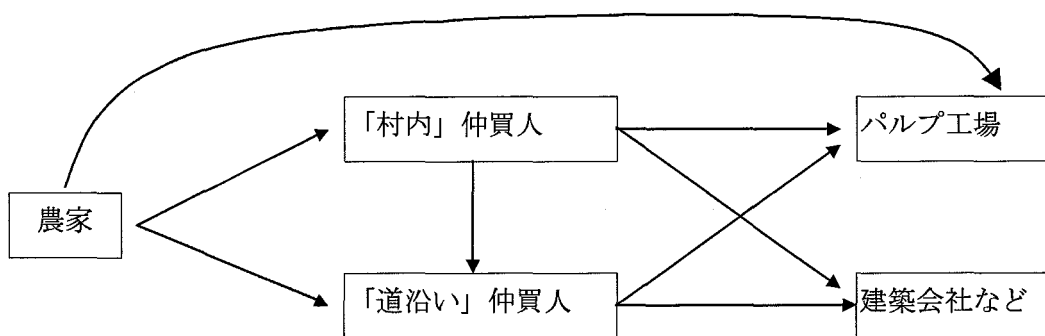 「村内」仲買人
パルプ工場
農家
「道沿い」仲買人
建築会社など